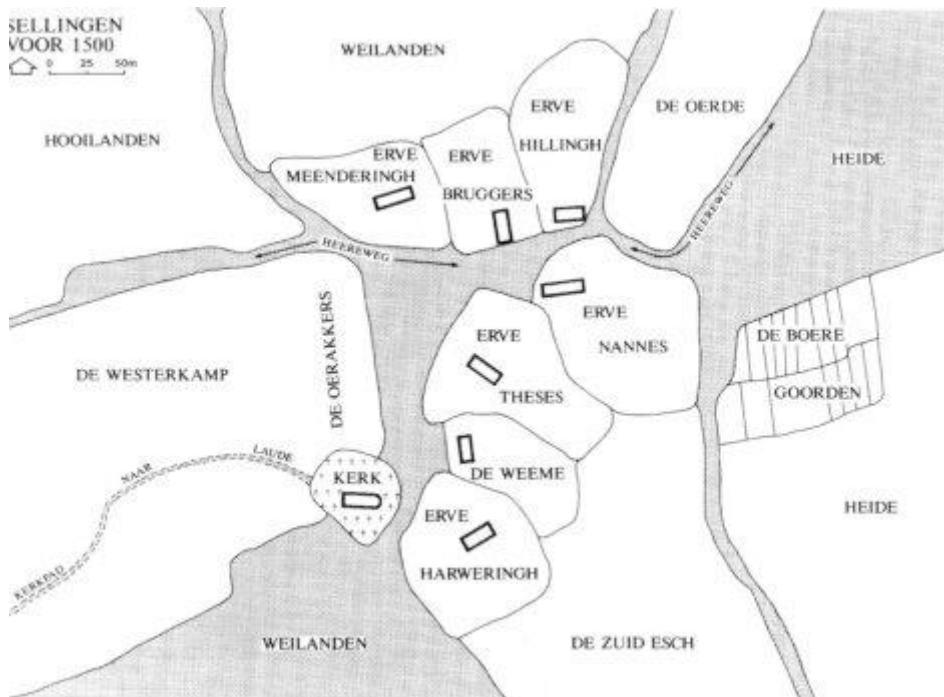 SELLINGEN
VOOR 1500
0 25 50m
WEILANDEN
HOOILANDEN
ERVE
MEENDERINGH
ERVE
BRUGGERS
ERVE
HILLINGH
DE OERDE
HEIDE
HEEREWEG
HEEREWEG
DE OERAKKERS
DE WESTERKAMP
ERVE
NANNES
ERVE
THESES
DE BOERE
GOORDEN
KERKPAD NAAR LAUDE
KERK
DE WEEME
ERVE
HARWERINGH
HEIDE
WEILANDEN
DE ZUID ESCH